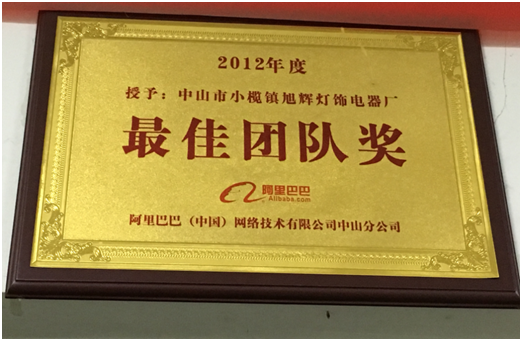 2012年度
授予：中山市小榄镇旭辉灯饰电器厂
最佳团队奖
阿里巴巴
Alibaba.com
阿里巴巴（中国）网络技术有限公司中山分公司